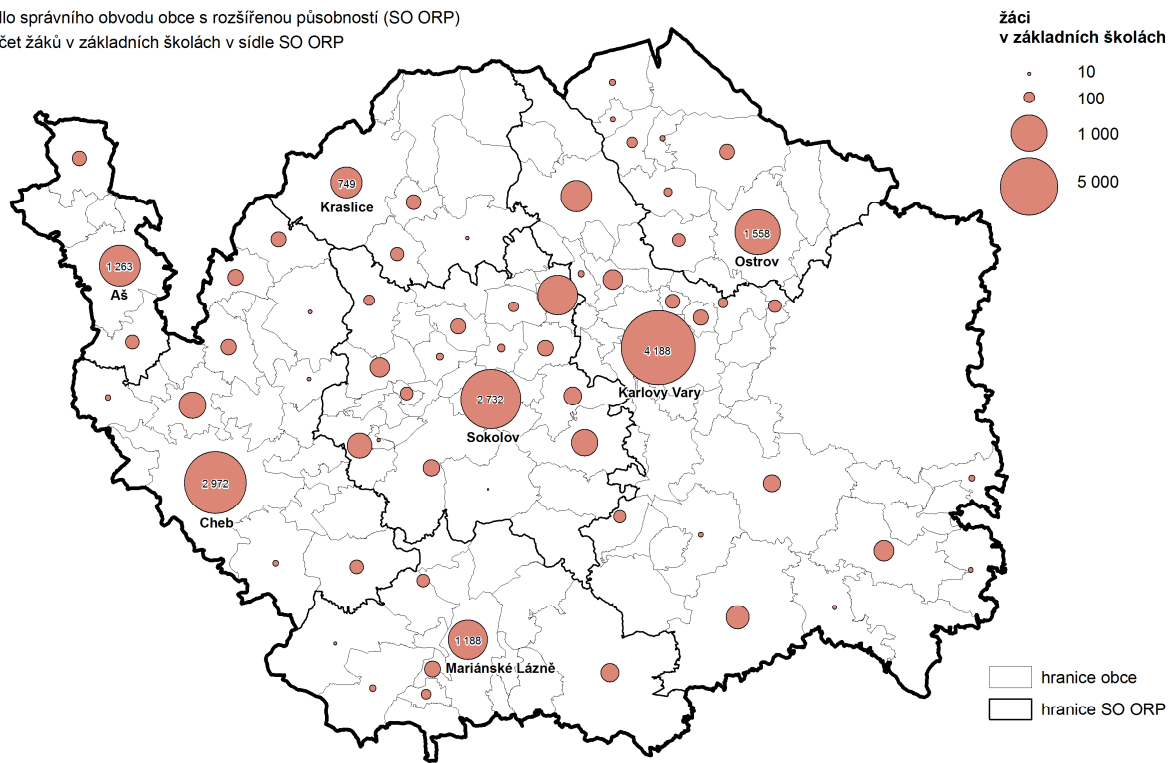 dlo správního obvodu obce s rozšířenou působností (SO ORP)
čet žáků v základních školách v sídle SO ORP
žáci
v základních školách
10
100
1 000
5 000
749
Kraslice
1 558
Ostrov
1 263
Aš
4 188
Karlovy Vary
2 732
Sokolov
2 972
Cheb
1 188
Mariánské Lázně
hranice obce
hranice SO ORP